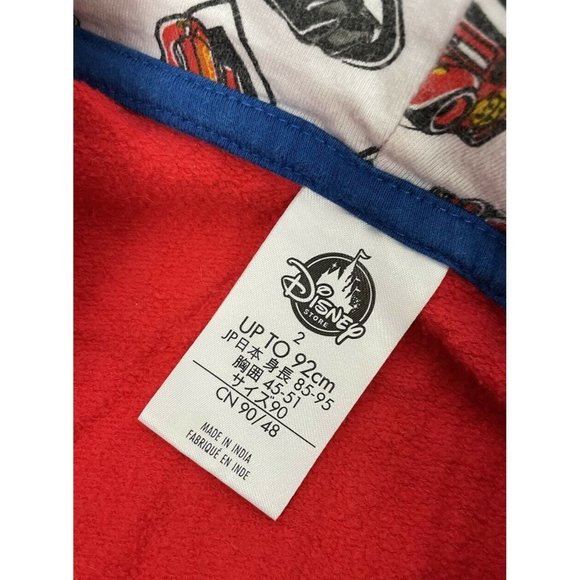 Disney
STORE
2
UP TO 92cm
JP日本 身長 85-95
胸囲 45-51
サイズ90
CN 90/48
MADE IN INDIA
FABRIQUÉ EN INDE